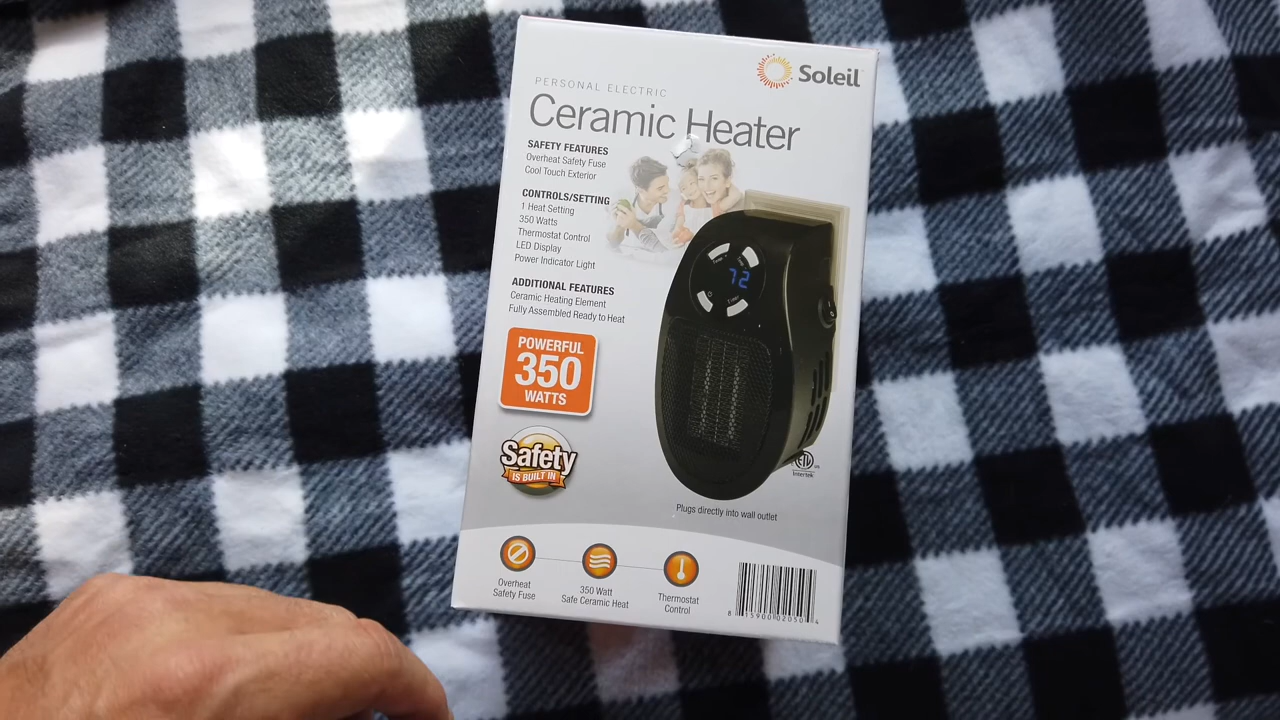 Soleil
PERSONAL ELECTRIC
Ceramic Heater
SAFETY FEATURES
Overheat Safety Fuse
Cool Touch Exterior
CONTROLS/SETTING
1 Heat Setting
350 Watts
Thermostat Control
LED Display
Power Indicator Light
ADDITIONAL FEATURES
Ceramic Heating Element
Fully Assembled Ready to Heat
72
Timer
POWERFUL
350
WATTS
Safety
IS BUILT IN
Intertek
Plugs directly into wall outlet
Overheat
Safety Fuse
350 Watt
Safe Ceramic Heat
Thermostat
Control